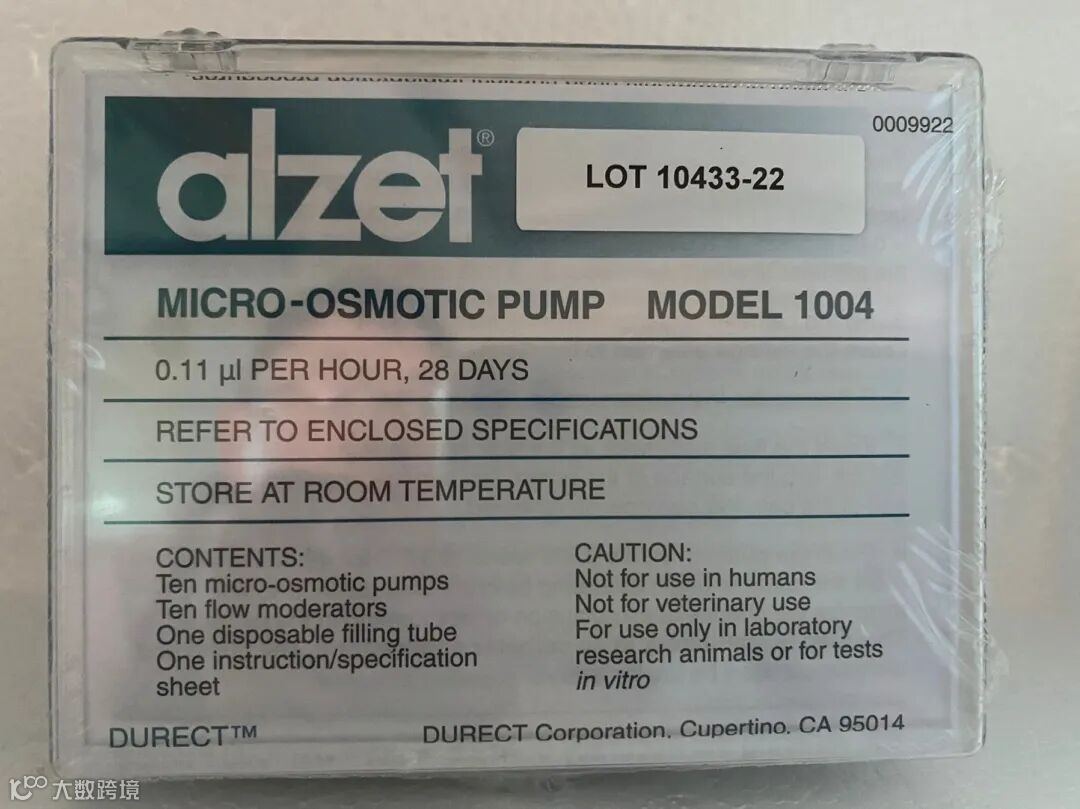 0009922
alzet®
LOT 10433-22
MICRO-OSMOTIC PUMP MODEL 1004
0.11 µl PER HOUR, 28 DAYS
REFER TO ENCLOSED SPECIFICATIONS
STORE AT ROOM TEMPERATURE
CONTENTS:
Ten micro-osmotic pumps
Ten flow moderators
One disposable filling tube
One instruction/specification
sheet
CAUTION:
Not for use in humans
Not for veterinary use
For use only in laboratory
research animals or for tests
in vitro
DURECT™
DURECT Corporation, Cupertino, CA 95014
大数跨境